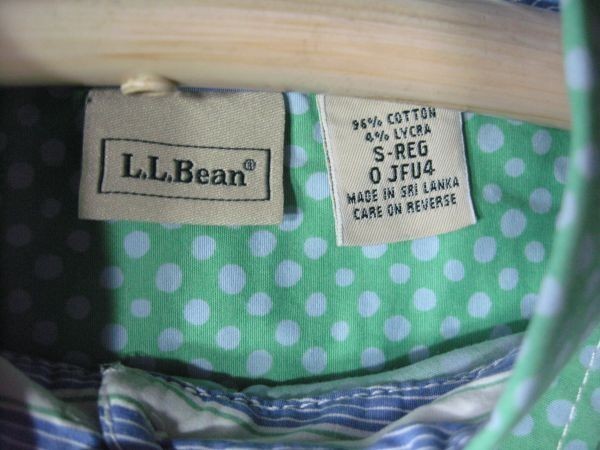 L.L.Bean®
96% COTTON
4% LYCRA
S-REG
0 JFU4
MADE IN SRI LANKA
CARE ON REVERSE